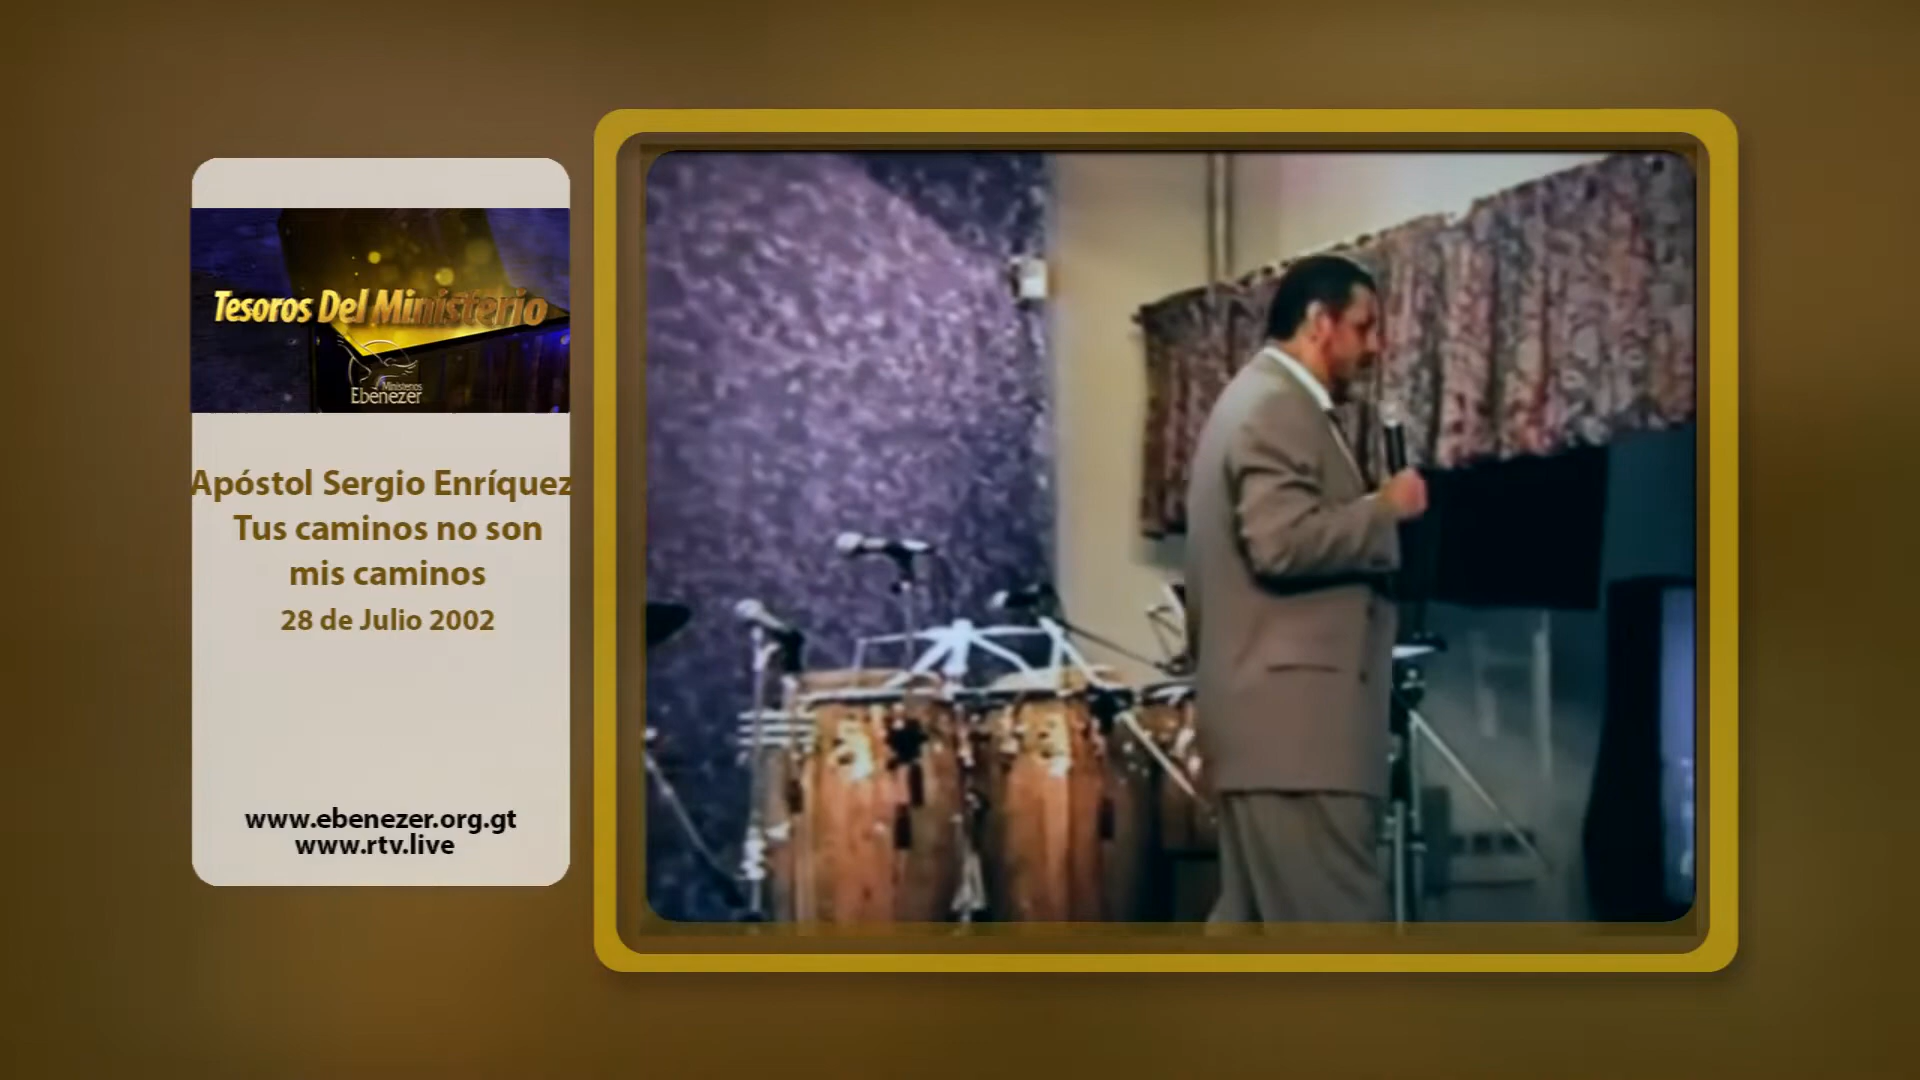 Tesoros Del Ministerio
Ministerios
Ebenezer
Apóstol Sergio Enríquez
Tus caminos no son
mis caminos
28 de Julio 2002
www.ebenezer.org.gt
www.rtv.live